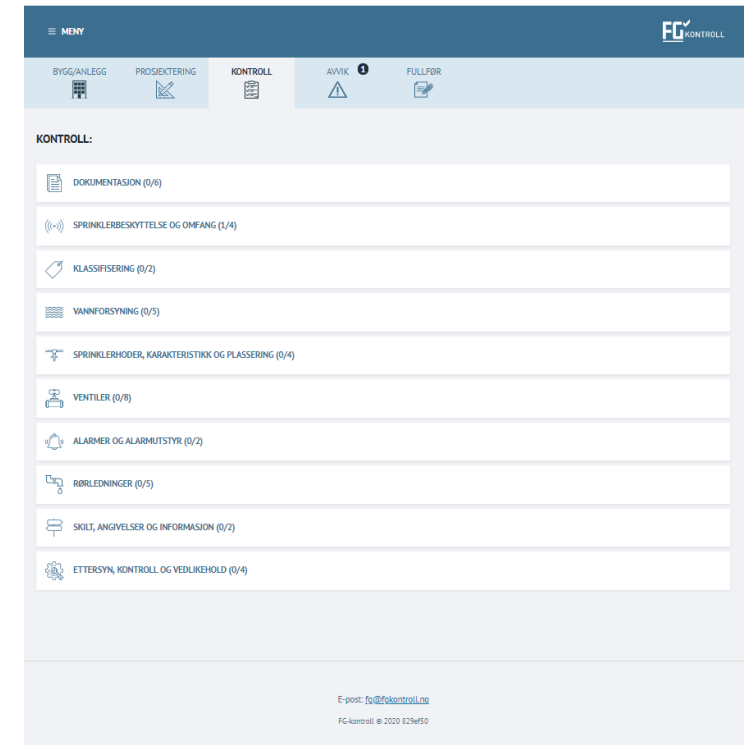 ≡ MENY
FG KONTROLL
BYGG/ANLEGG PROSJEKTERING KONTROLL AVVIK 1 FULLFØR
KONTROLL:
DOKUMENTASJON (0/6)
SPRINKLERBESKYTTELSE OG OMFANG (1/4)
KLASSIFISERING (0/2)
VANNFORSYNING (0/5)
SPRINKLERHODER, KARAKTERISTIKK OG PLASSERING (0/4)
VENTILER (0/8)
ALARMER OG ALARMUTSTYR (0/2)
RØRLEDNINGER (0/5)
SKILT, ANGIVELSER OG INFORMASJON (0/2)
ETTERSYN, KONTROLL OG VEDLIKEHOLD (0/4)
E-post: fg@fgkontroll.no
FG-kontroll © 2020 829ef50